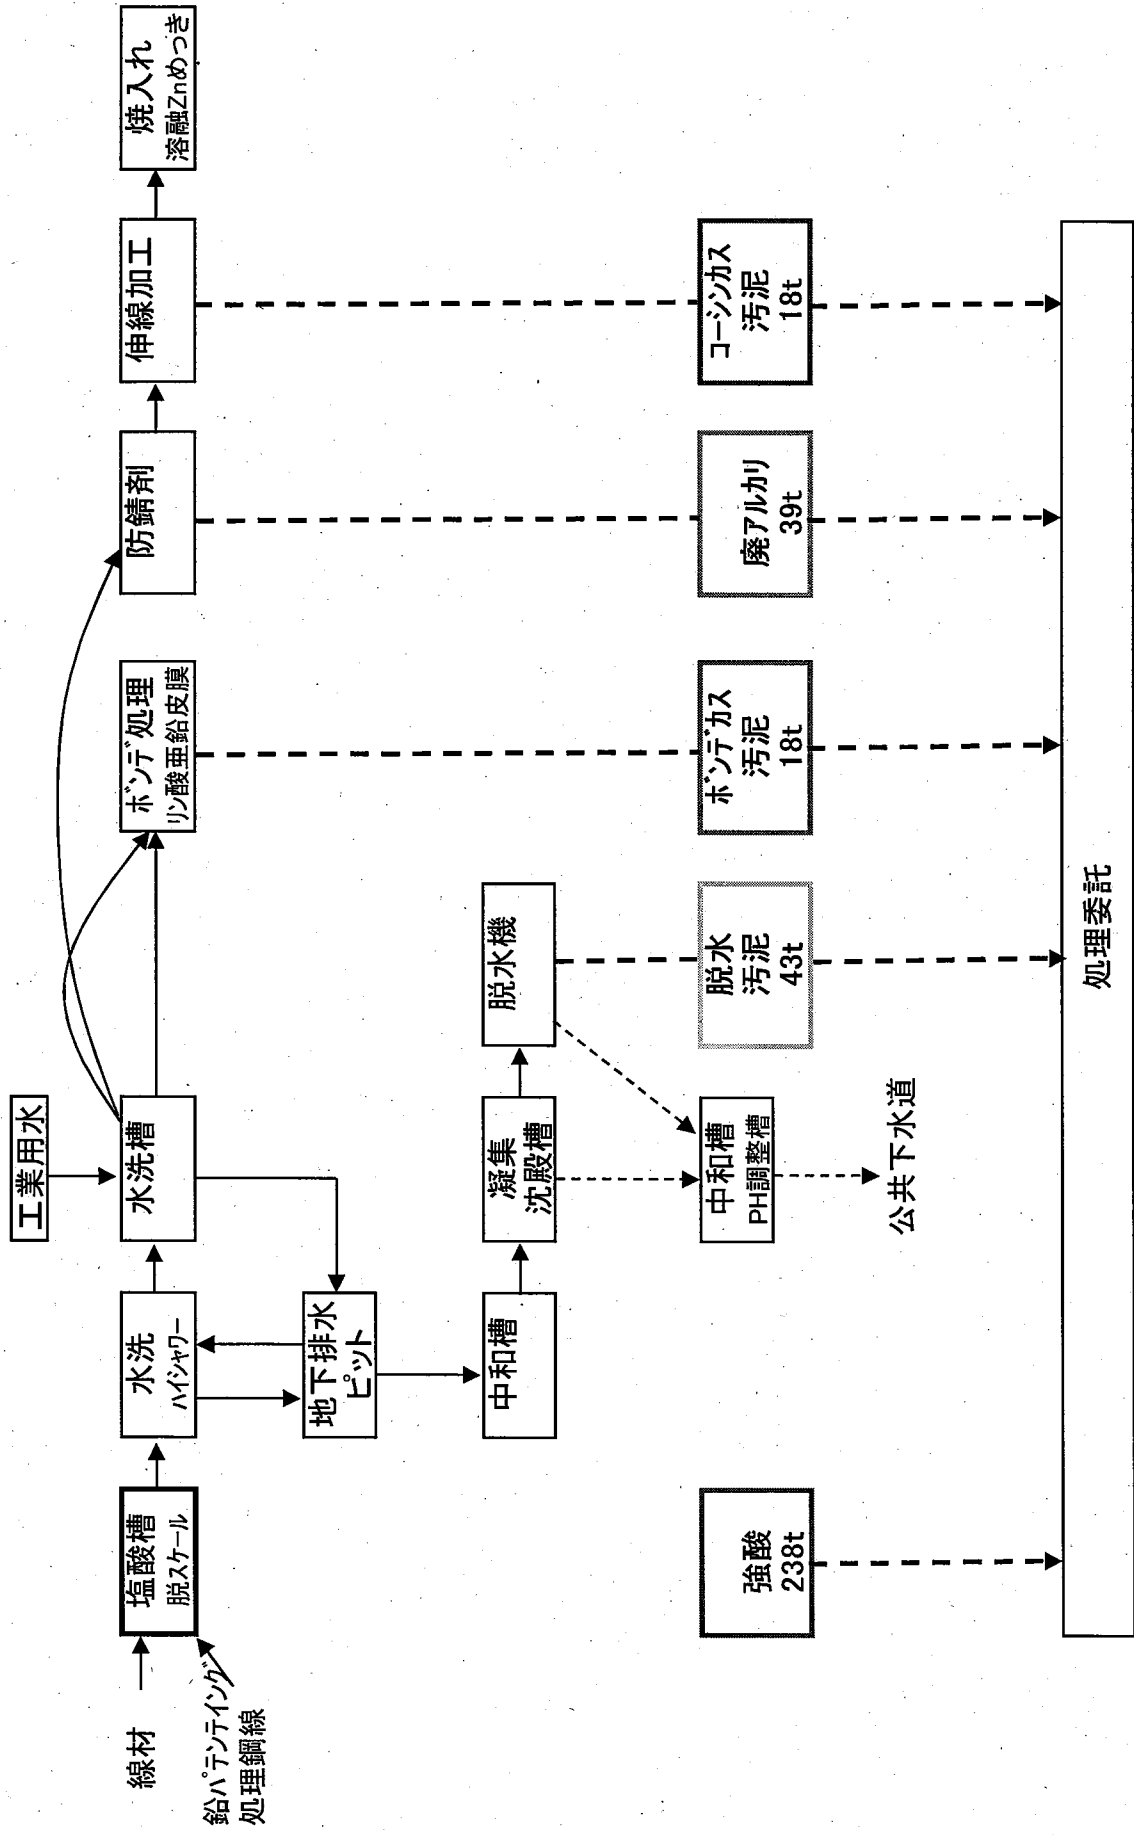 工業用水
線材
鉛パテンティング
処理鋼線
塩酸槽
脱スケール
水洗
ハイシャワー
水洗槽
ボンデ処理
リン酸亜鉛皮膜
防錆剤
伸線加工
焼入れ
溶融Znめっき
地下排水
ピット
中和槽
凝集
沈殿槽
脱水機
強酸
238t
中和槽
PH調整槽
脱水
汚泥
43t
ボンデカス
汚泥
18t
廃アルカリ
39t
コーシンカス
汚泥
18t
公共下水道
処理委託